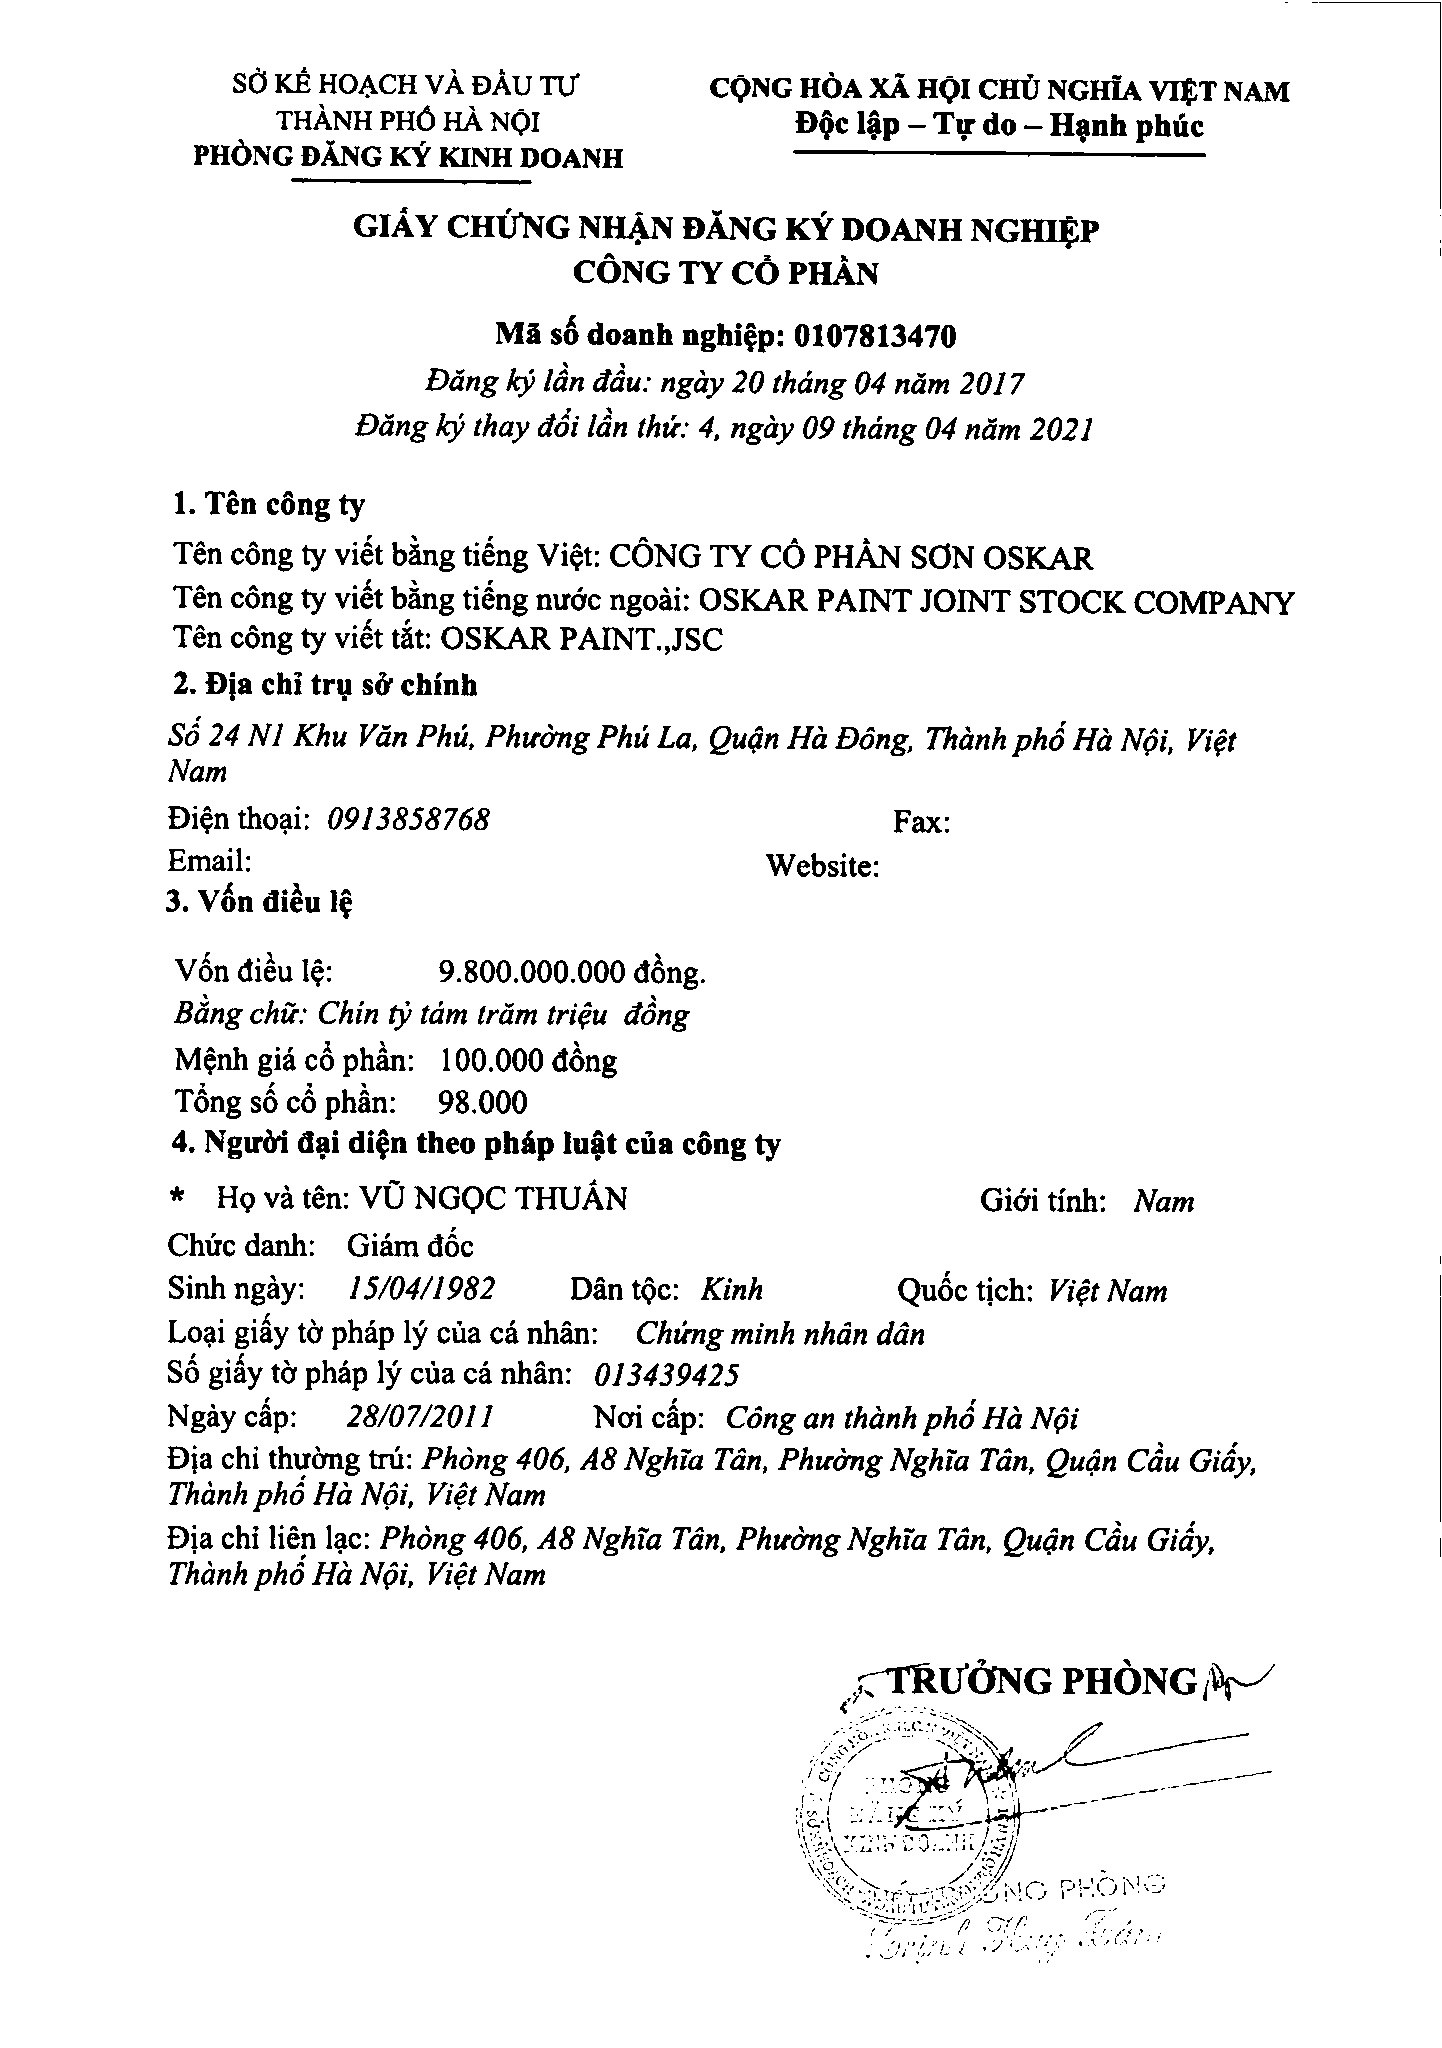 SỞ KẾ HOẠCH VÀ ĐẦU TƯ
THÀNH PHỐ HÀ NỘI
PHÒNG ĐĂNG KÝ KINH DOANH
CỘNG HÒA XÃ HỘI CHỦ NGHĨA VIỆT NAM
Độc lập – Tự do – Hạnh phúc
GIẤY CHỨNG NHẬN ĐĂNG KÝ DOANH NGHIỆP
CÔNG TY CỔ PHẦN
Mã số doanh nghiệp: 0107813470
Đăng ký lần đầu: ngày 20 tháng 04 năm 2017
Đăng ký thay đổi lần thứ: 4, ngày 09 tháng 04 năm 2021
1. Tên công ty
Tên công ty viết bằng tiếng Việt: CÔNG TY CỔ PHẦN SƠN OSKAR
Tên công ty viết bằng tiếng nước ngoài: OSKAR PAINT JOINT STOCK COMPANY
Tên công ty viết tắt: OSKAR PAINT.,JSC
2. Địa chỉ trụ sở chính
Số 24 N1 Khu Văn Phú, Phường Phú La, Quận Hà Đông, Thành phố Hà Nội, Việt
Nam
Điện thoại: 0913858768 Fax:
Email: Website:
3. Vốn điều lệ
Vốn điều lệ: 9.800.000.000 đồng.
Bằng chữ: Chín tỷ tám trăm triệu đồng
Mệnh giá cổ phần: 100.000 đồng
Tổng số cổ phần: 98.000
4. Người đại diện theo pháp luật của công ty
* Họ và tên: VŨ NGỌC THUẤN Giới tính: Nam
Chức danh: Giám đốc
Sinh ngày: 15/04/1982 Dân tộc: Kinh Quốc tịch: Việt Nam
Loại giấy tờ pháp lý của cá nhân: Chứng minh nhân dân
Số giấy tờ pháp lý của cá nhân: 013439425
Ngày cấp: 28/07/2011 Nơi cấp: Công an thành phố Hà Nội
Địa chỉ thường trú: Phòng 406, A8 Nghĩa Tân, Phường Nghĩa Tân, Quận Cầu Giấy,
Thành phố Hà Nội, Việt Nam
Địa chỉ liên lạc: Phòng 406, A8 Nghĩa Tân, Phường Nghĩa Tân, Quận Cầu Giấy,
Thành phố Hà Nội, Việt Nam
TRƯỞNG PHÒNG
PHÒNG
ĐĂNG KÝ
KINH DOANH
PHÒNG
Trịnh Huy